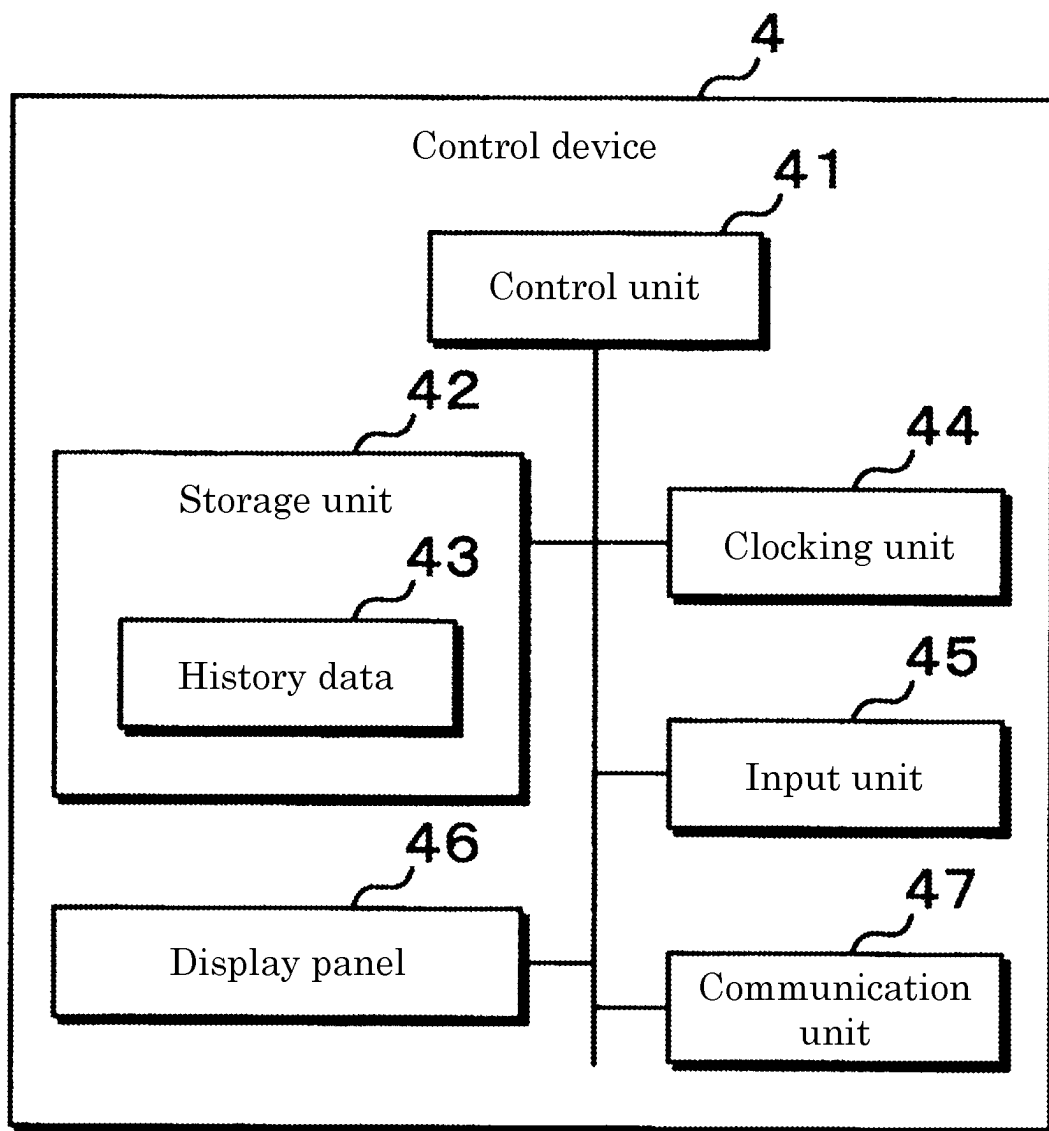 4
Control device
41
Control unit
42
Storage unit
43
History data
44
Clocking unit
45
Input unit
46
Display panel
47
Communication
unit